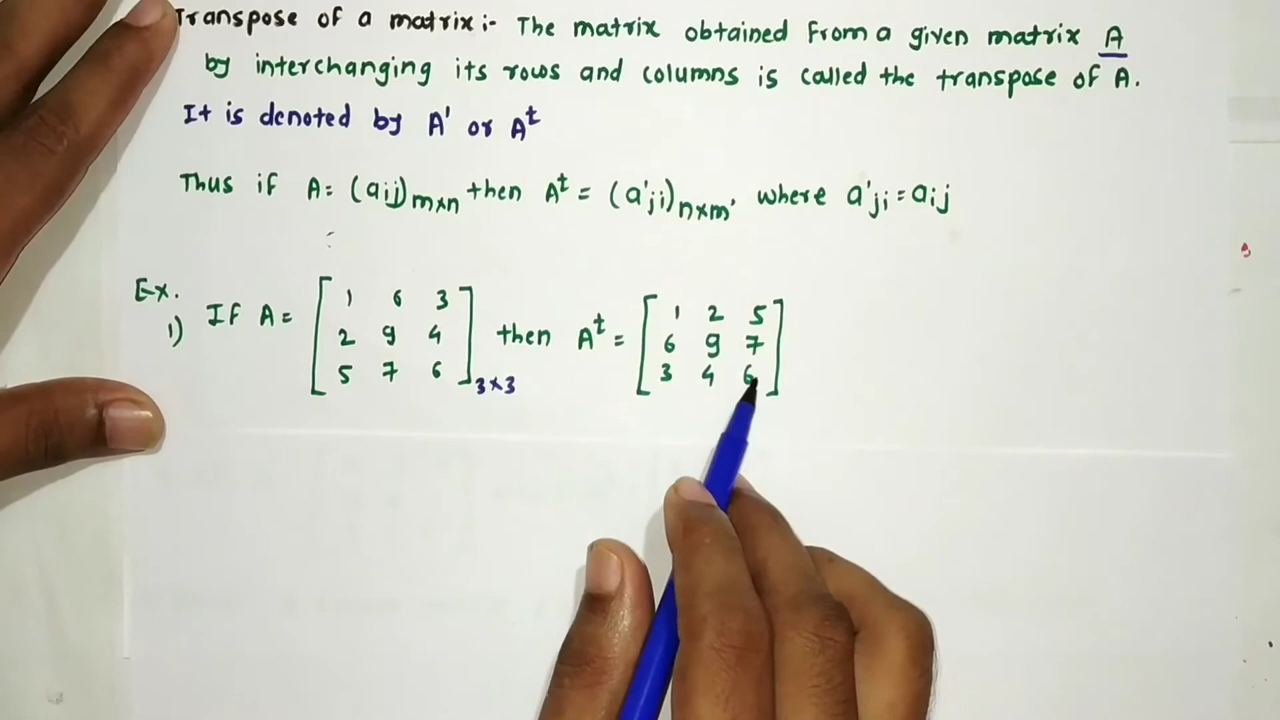 Transpose of a matrix:- The matrix obtained From a given matrix A
by interchanging its rows and columns is called the transpose of A.
It is denoted by A' or Aᵗ
Thus if A = (aij)m×n then Aᵗ = (a'ji)n×m. where a'ji = aij
Ex.
1) If A = [ 1 6 3
2 9 4
5 7 6 ]3×3 then Aᵗ = [ 1 2 5
6 9 7
3 4 6 ]